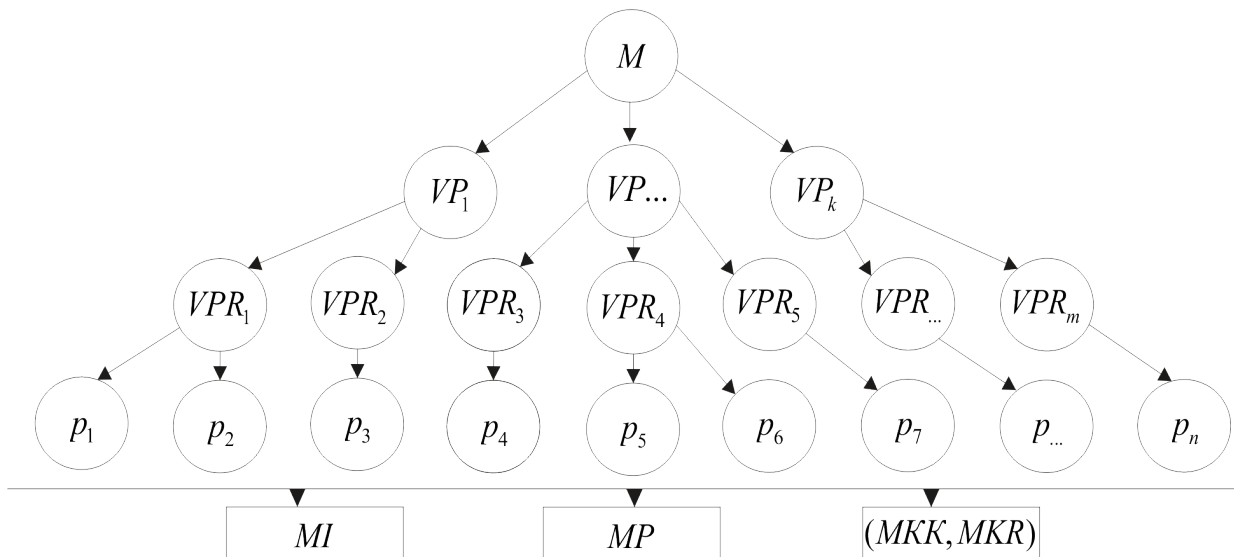 M
VP₁ VP... VPₖ
VPR₁ VPR₂ VPR₃ VPR₄ VPR₅ VPR... VPRₘ
p₁ p₂ p₃ p₄ p₅ p₆ p₇ p... pₙ
MI MP (MKK, MKR)